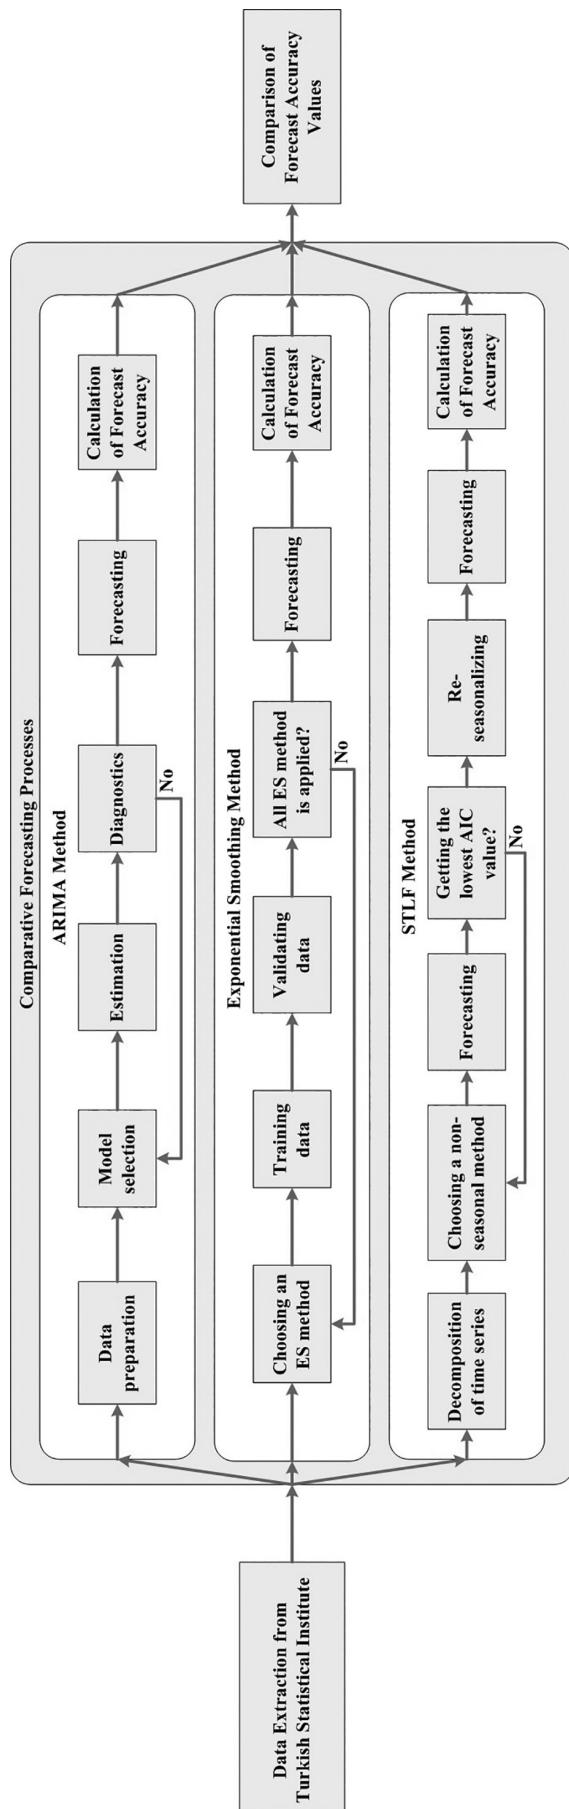 Data Extraction from
Turkish Statistical Institute
Comparative Forecasting Processes
ARIMA Method
Data
preparation
Model
selection
Estimation
Diagnostics
No
Forecasting
Calculation
of Forecast
Accuracy
Exponential Smoothing Method
Choosing an
ES method
Training
data
Validating
data
All ES method
is applied?
No
Forecasting
Calculation
of Forecast
Accuracy
STLF Method
Decomposition
of time series
Choosing a non-
seasonal method
Forecasting
Getting the
lowest AIC
value?
No
Re-
seasonalizing
Forecasting
Calculation
of Forecast
Accuracy
Comparison of
Forecast Accuracy
Values